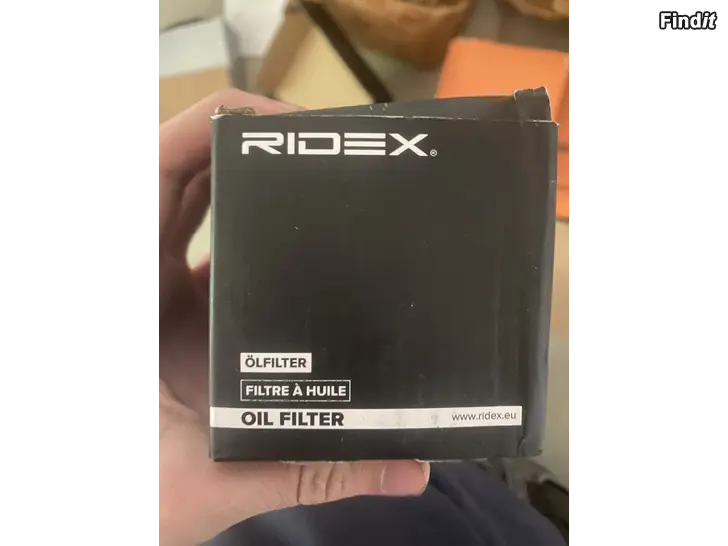 Findit
RIDEX®
ÖLFILTER
FILTRE À HUILE
OIL FILTER
www.ridex.eu